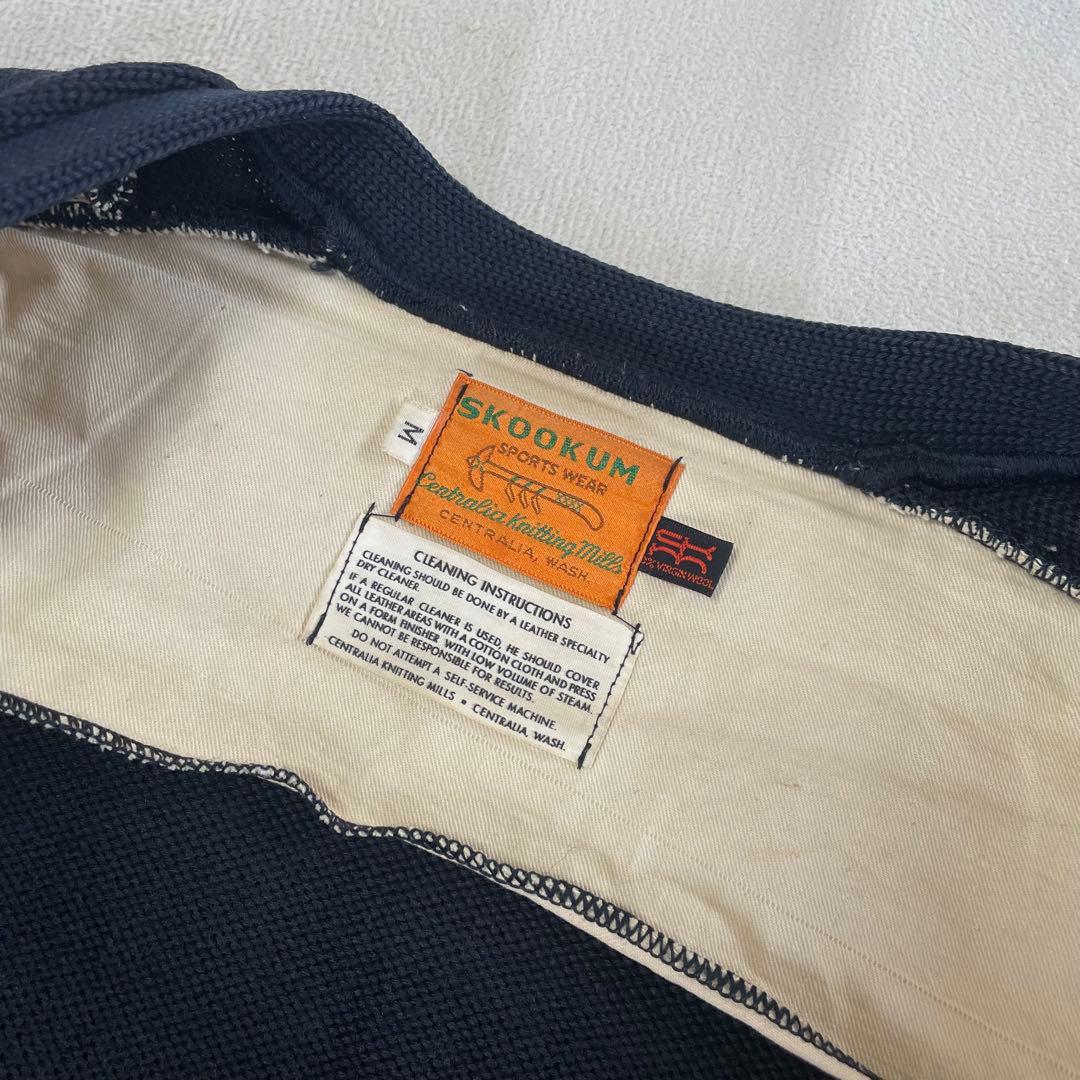 M
SKOOKUM
SPORTS WEAR
Centralia Knitting Mills
CENTRALIA, WASH.
% VIRGIN WOOL
CLEANING INSTRUCTIONS
CLEANING SHOULD BE DONE BY A LEATHER SPECIALTY
DRY CLEANER.
IF A REGULAR CLEANER IS USED, HE SHOULD COVER
ALL LEATHER AREAS WITH A COTTON CLOTH AND PRESS
ON A FORM FINISHER WITH LOW VOLUME OF STEAM.
WE CANNOT BE RESPONSIBLE FOR RESULTS.
DO NOT ATTEMPT A SELF-SERVICE MACHINE.
CENTRALIA KNITTING MILLS • CENTRALIA, WASH.